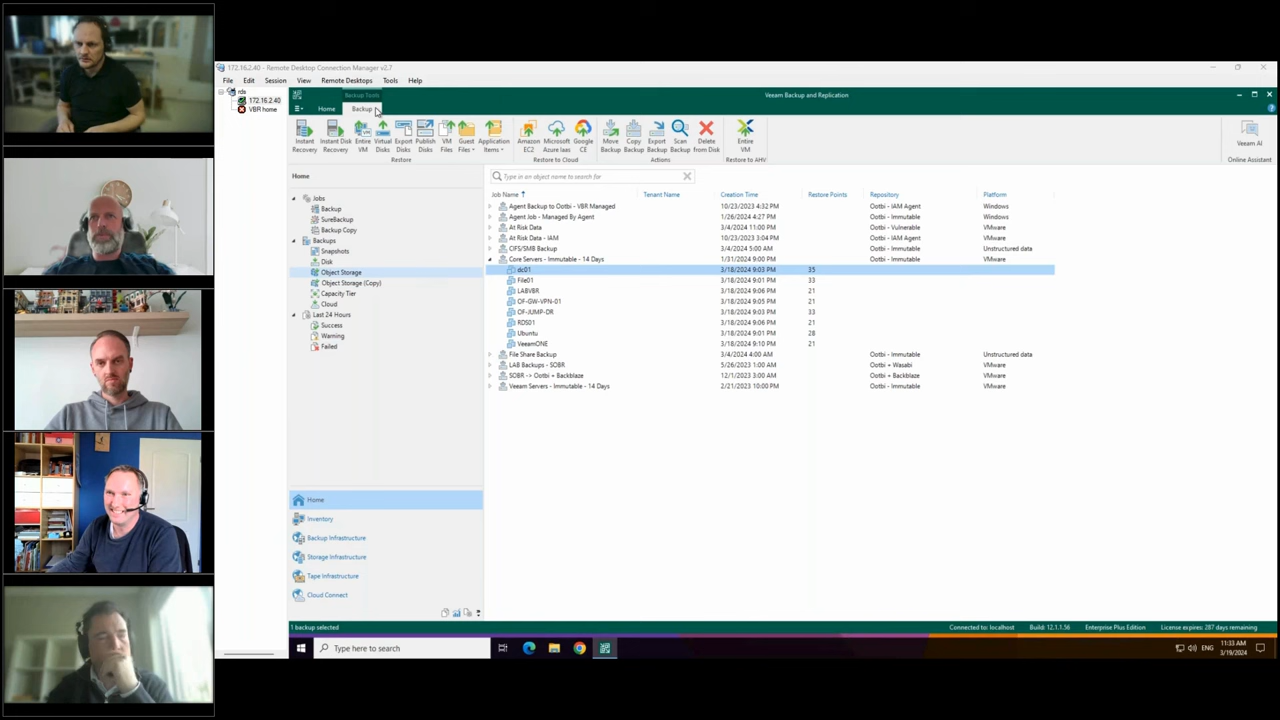 172.16.2.40 - Remote Desktop Connection Manager v2.7
File Edit Session View Remote Desktops Tools Help
rds
172.16.2.40
VBR home
Backup Tools
Veeam Backup and Replication
Home Backup
Instant Recovery
Instant Disk Recovery
Entire VM
Virtual Disks
Export Disks
Publish Disks
VM Files
Guest Files
Application Items
Amazon EC2
Microsoft Azure Iaas
Google CE
Move Backup
Copy Backup
Export Backup
Scan Backup
Delete from Disk
Entire VM
Veeam AI
Restore
Restore to Cloud
Actions
Restore to AHV
Online Assistant
Home
Jobs
Backup
SureBackup
Backup Copy
Backups
Snapshots
Disk
Object Storage
Object Storage (Copy)
Capacity Tier
Cloud
Last 24 Hours
Success
Warning
Failed
Home
Inventory
Backup Infrastructure
Storage Infrastructure
Tape Infrastructure
Cloud Connect
Type in an object name to search for
Job Name Tenant Name Creation Time Restore Points Repository Platform
Agent Backup to Ootbi - VBR Managed 10/23/2023 4:32 PM Ootbi - IAM Agent Windows
Agent Job - Managed By Agent 1/26/2024 4:27 PM Ootbi - Immutable Windows
At Risk Data 3/4/2024 11:00 PM Ootbi - Vulnerable VMware
At Risk Data - IAM 10/23/2023 3:04 PM Ootbi - IAM Agent VMware
CIFS/SMB Backup 3/4/2024 5:00 AM Ootbi - Immutable Unstructured data
Core Servers - Immutable - 14 Days 1/31/2024 9:00 PM Ootbi - Immutable VMware
dc01 3/18/2024 9:03 PM 35
File01 3/18/2024 9:01 PM 33
LABVBR 3/18/2024 9:06 PM 21
OF-GW-VPN-01 3/18/2024 9:05 PM 21
OF-JUMP-DR 3/18/2024 9:03 PM 33
RDS01 3/18/2024 9:06 PM 21
Ubuntu 3/18/2024 9:01 PM 28
VeeamONE 3/18/2024 9:10 PM 21
File Share Backup 3/4/2024 4:00 AM Ootbi - Immutable Unstructured data
LAB Backups - SOBR 5/26/2023 1:00 AM Ootbi + Wasabi VMware
SOBR -> Ootbi + Backblaze 12/1/2023 3:00 AM Ootbi + Backblaze VMware
Veeam Servers - Immutable - 14 Days 2/21/2023 10:00 PM Ootbi - Immutable VMware
1 backup selected
Connected to: localhost Build: 12.1.1.56 Enterprise Plus Edition License expires: 287 days remaining
Type here to search
ENG
11:33 AM
3/19/2024